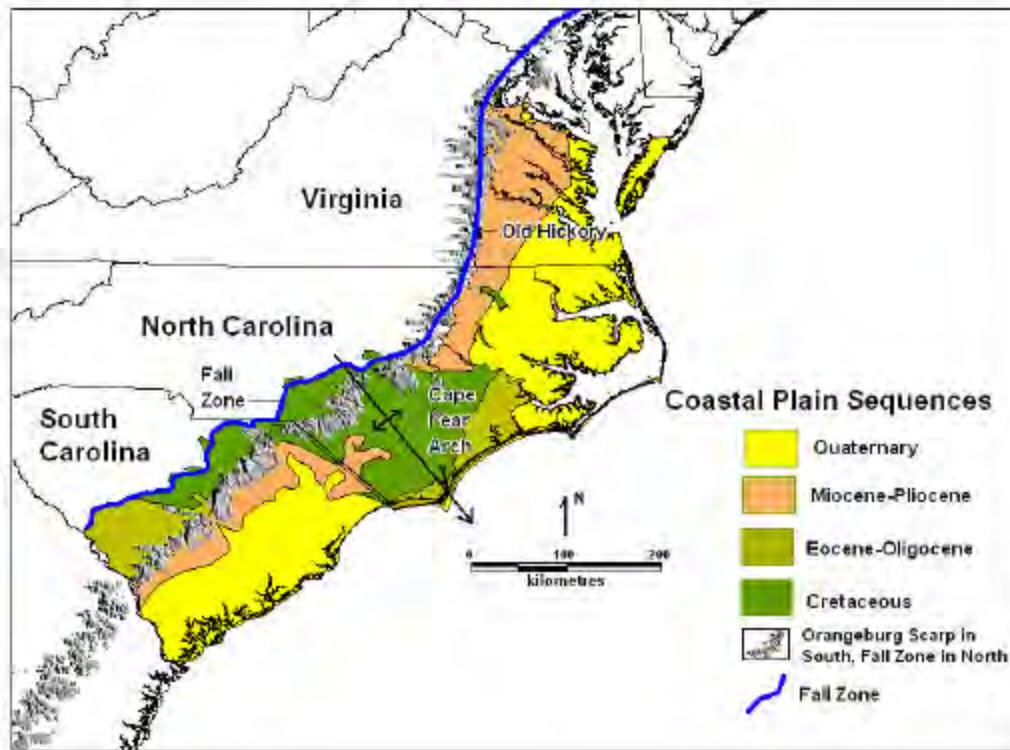 Virginia
Old Hickory
North Carolina
Fall
Zone
South
Carolina
Cape
Fear
Arch
N
0 100 200
kilometres
Coastal Plain Sequences
Quaternary
Miocene-Pliocene
Eocene-Oligocene
Cretaceous
Orangeburg Scarp in
South, Fall Zone in North
Fall Zone